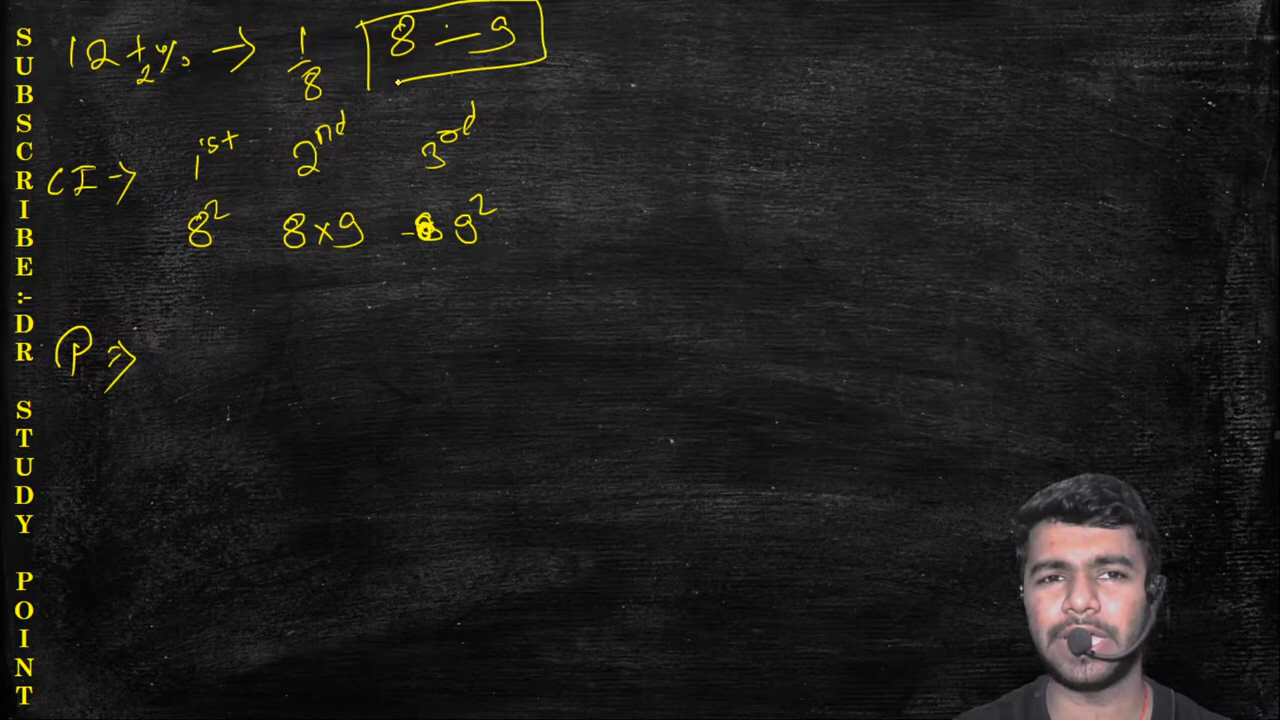 SUBSCRIBE :- DR STUDY POINT
12 1/2 % → 1/8 8 — 9
CI → 1st 2nd 3rd
8² 8×9 9²
P ⇒